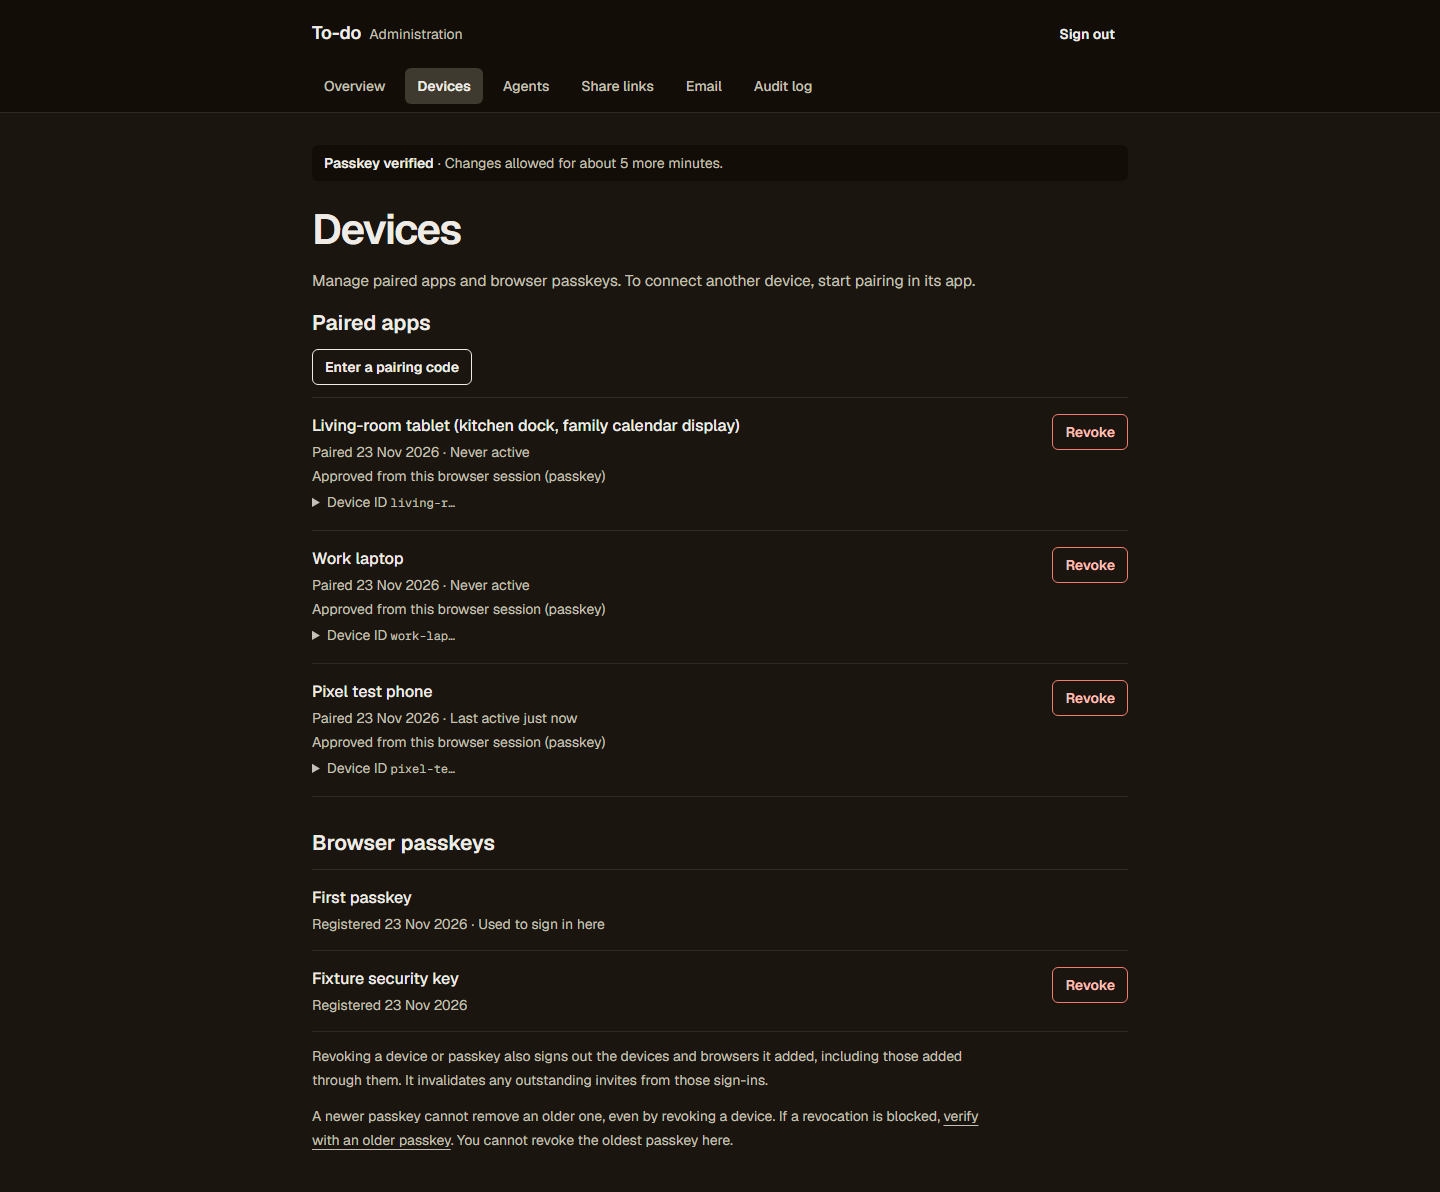 To-do Administration
Sign out
Overview Devices Agents Share links Email Audit log
Passkey verified · Changes allowed for about 5 more minutes.
Devices
Manage paired apps and browser passkeys. To connect another device, start pairing in its app.
Paired apps
Enter a pairing code
Living-room tablet (kitchen dock, family calendar display)
Revoke
Paired 23 Nov 2026 · Never active
Approved from this browser session (passkey)
Device ID living-r…
Work laptop
Revoke
Paired 23 Nov 2026 · Never active
Approved from this browser session (passkey)
Device ID work-lap…
Pixel test phone
Revoke
Paired 23 Nov 2026 · Last active just now
Approved from this browser session (passkey)
Device ID pixel-te…
Browser passkeys
First passkey
Registered 23 Nov 2026 · Used to sign in here
Fixture security key
Revoke
Registered 23 Nov 2026
Revoking a device or passkey also signs out the devices and browsers it added, including those added
through them. It invalidates any outstanding invites from those sign-ins.
A newer passkey cannot remove an older one, even by revoking a device. If a revocation is blocked, verify
with an older passkey. You cannot revoke the oldest passkey here.